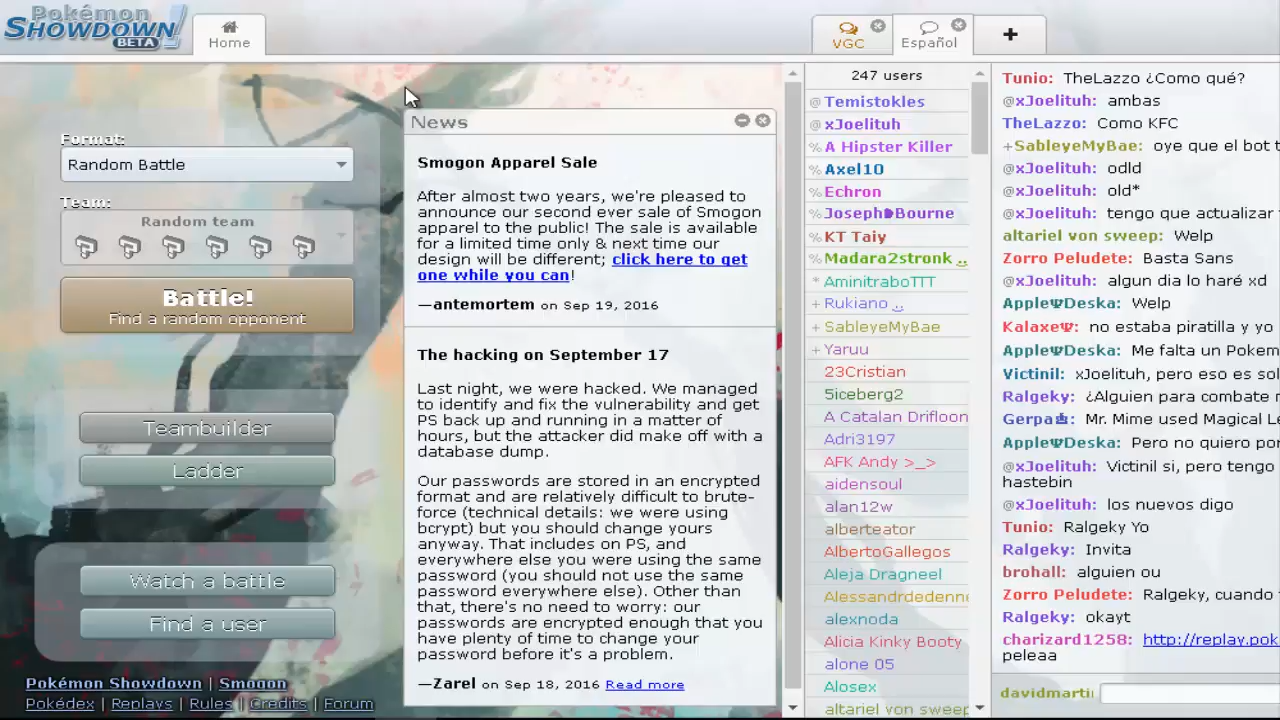 Pokémon
SHOWDOWN!
BETA
Home
VGC
Español
+
Format:
Random Battle
Team:
Random team
Battle!
Find a random opponent
Teambuilder
Ladder
Watch a battle
Find a user
Pokémon Showdown | Smogon
Pokédex | Replays | Rules | Credits | Forum
News
Smogon Apparel Sale
After almost two years, we're pleased to
announce our second ever sale of Smogon
apparel to the public! The sale is available
for a limited time only & next time our
design will be different; click here to get
one while you can!
—antemortem on Sep 19, 2016
The hacking on September 17
Last night, we were hacked. We managed
to identify and fix the vulnerability and get
PS back up and running in a matter of
hours, but the attacker did make off with a
database dump.
Our passwords are stored in an encrypted
format and are relatively difficult to brute-
force (technical details: we were using
bcrypt) but you should change yours
anyway. That includes on PS, and
everywhere else you were using the same
password (you should not use the same
password everywhere else). Other than
that, there's no need to worry: our
passwords are encrypted enough that you
have plenty of time to change your
password before it's a problem.
—Zarel on Sep 18, 2016 Read more
247 users
@Temistokles
@xJoelituh
%A Hipster Killer
%Axel10
%Echron
%Joseph Bourne
%KT Taiy
%Madara2stronk ..
*AminitraboTTT
+Rukiano ..
+SableyeMyBae
+Yaruu
23Cristian
5iceberg2
A Catalan Drifloon
Adri3197
AFK Andy >_>
aidensoul
alan12w
alberteator
AlbertoGallegos
Aleja Dragneel
Alessandrdedenne
alexnoda
Alicia Kinky Booty
alone 05
Alosex
altariel von sweep
Tunio: TheLazzo ¿Como qué?
@xJoelituh: ambas
TheLazzo: Como KFC
+SableyeMyBae: oye que el bot t
@xJoelituh: odld
@xJoelituh: old*
@xJoelituh: tengo que actualizar
altariel von sweep: Welp
Zorro Peludete: Basta Sans
@xJoelituh: algun dia lo haré xd
AppleΨDeska: Welp
KalaxeΨ: no estaba piratilla y yo
AppleΨDeska: Me falta un Pokem
Victinil: xJoelituh, pero eso es sol
Ralgeky: ¿Alguien para combate r
Gerpa: Mr. Mime used Magical Le
AppleΨDeska: Pero no quiero por
@xJoelituh: Victinil si, pero tengo
hastebin
@xJoelituh: los nuevos digo
Tunio: Ralgeky Yo
Ralgeky: Invita
brohall: alguien ou
Zorro Peludete: Ralgeky, cuando
Ralgeky: okayt
charizard1258: http://replay.pok
peleaa
davidmarti